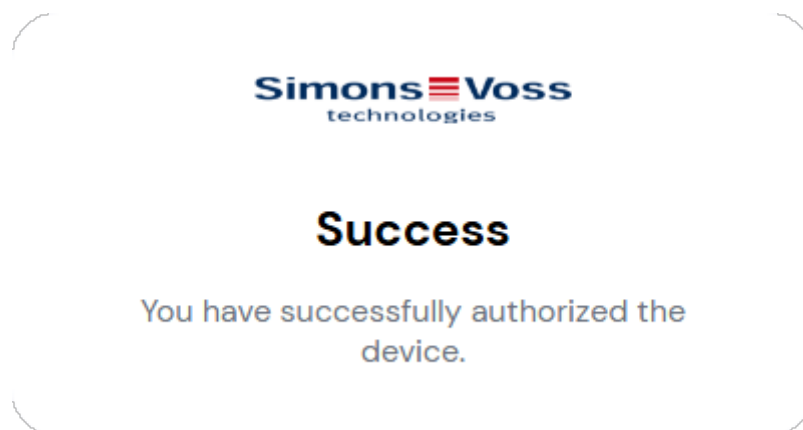 Simons Voss
technologies
Success
You have successfully authorized the
device.